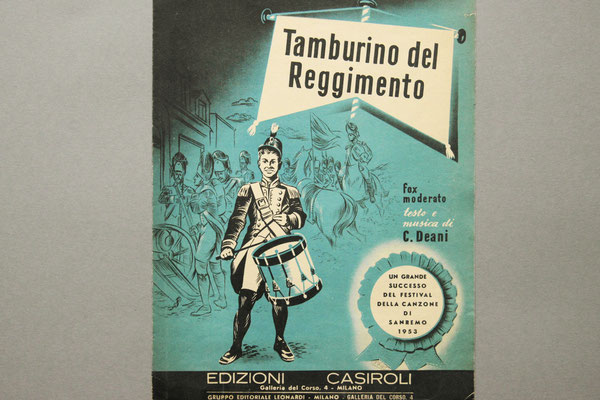 Tamburino del
Reggimento
fox
moderato
testo e
musica di
C. Deani
UN GRANDE
SUCCESSO
DEL FESTIVAL
DELLA CANZONE
DI
SANREMO
1953
EDIZIONI CASIROLI
Galleria del Corso, 4 - MILANO
GRUPPO EDITORIALE LEONARDI - MILANO - GALLERIA DEL CORSO, 4